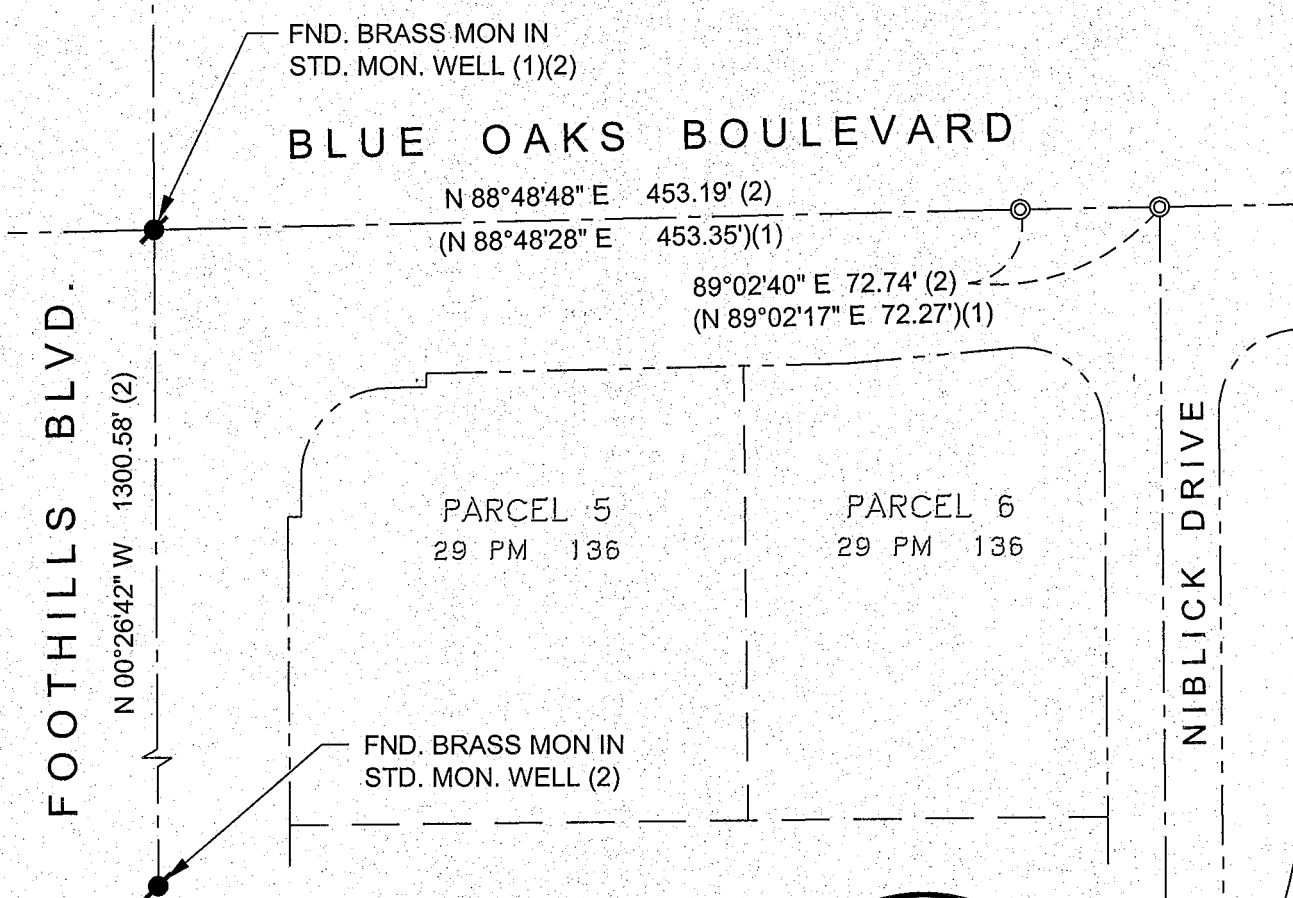 FND. BRASS MON IN
STD. MON. WELL (1)(2)
BLUE OAKS BOULEVARD
N 88°48'48" E 453.19' (2)
(N 88°48'28" E 453.35')(1)
89°02'40" E 72.74' (2)
(N 89°02'17" E 72.27')(1)
FOOTHILLS BLVD.
N 00°26'42" W 1300.58' (2)
PARCEL 5
29 PM 136
PARCEL 6
29 PM 136
NIBLICK DRIVE
FND. BRASS MON IN
STD. MON. WELL (2)